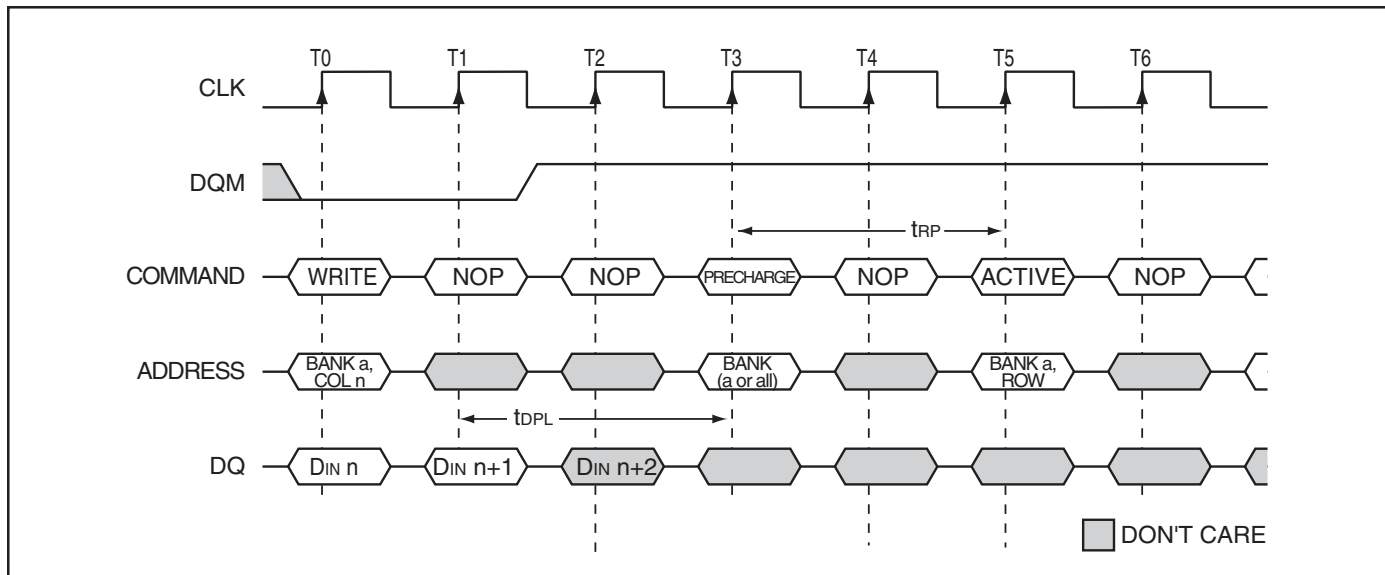 T0 T1 T2 T3 T4 T5 T6
CLK
DQM
tRP
COMMAND WRITE NOP NOP PRECHARGE NOP ACTIVE NOP
ADDRESS BANK a, BANK BANK a,
COL n (a or all) ROW
tDPL
DQ DIN n DIN n+1 DIN n+2
DON'T CARE